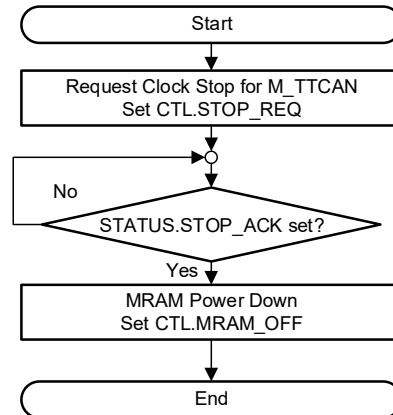 Start
Request Clock Stop for M_TTCAN
Set CTL.STOP_REQ
No
STATUS.STOP_ACK set?
Yes
MRAM Power Down
Set CTL.MRAM_OFF
End